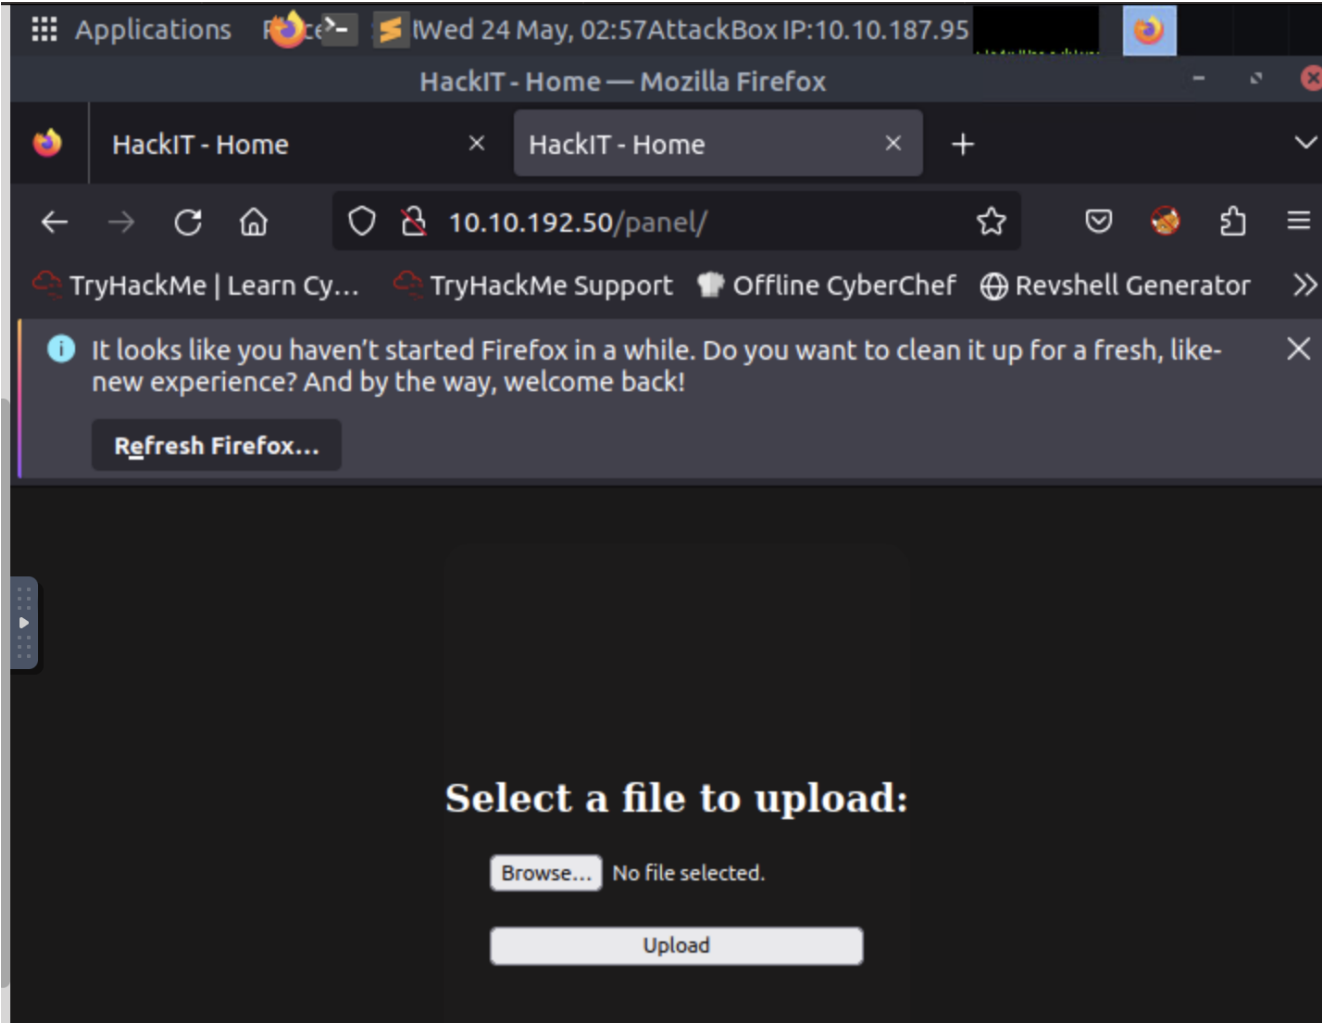 Applications Wed 24 May, 02:57AttackBox IP:10.10.187.95
HackIT - Home — Mozilla Firefox
HackIT - Home HackIT - Home
10.10.192.50/panel/
TryHackMe | Learn Cy... TryHackMe Support Offline CyberChef Revshell Generator
It looks like you haven't started Firefox in a while. Do you want to clean it up for a fresh, like-
new experience? And by the way, welcome back!
Refresh Firefox...
Select a file to upload:
Browse... No file selected.
Upload